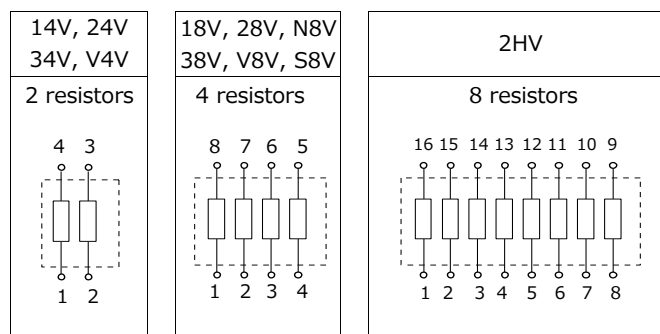 14V, 24V
34V, V4V
2 resistors
4 3
1 2
18V, 28V, N8V
38V, V8V, S8V
4 resistors
8 7 6 5
1 2 3 4
2HV
8 resistors
16 15 14 13 12 11 10 9
1 2 3 4 5 6 7 8